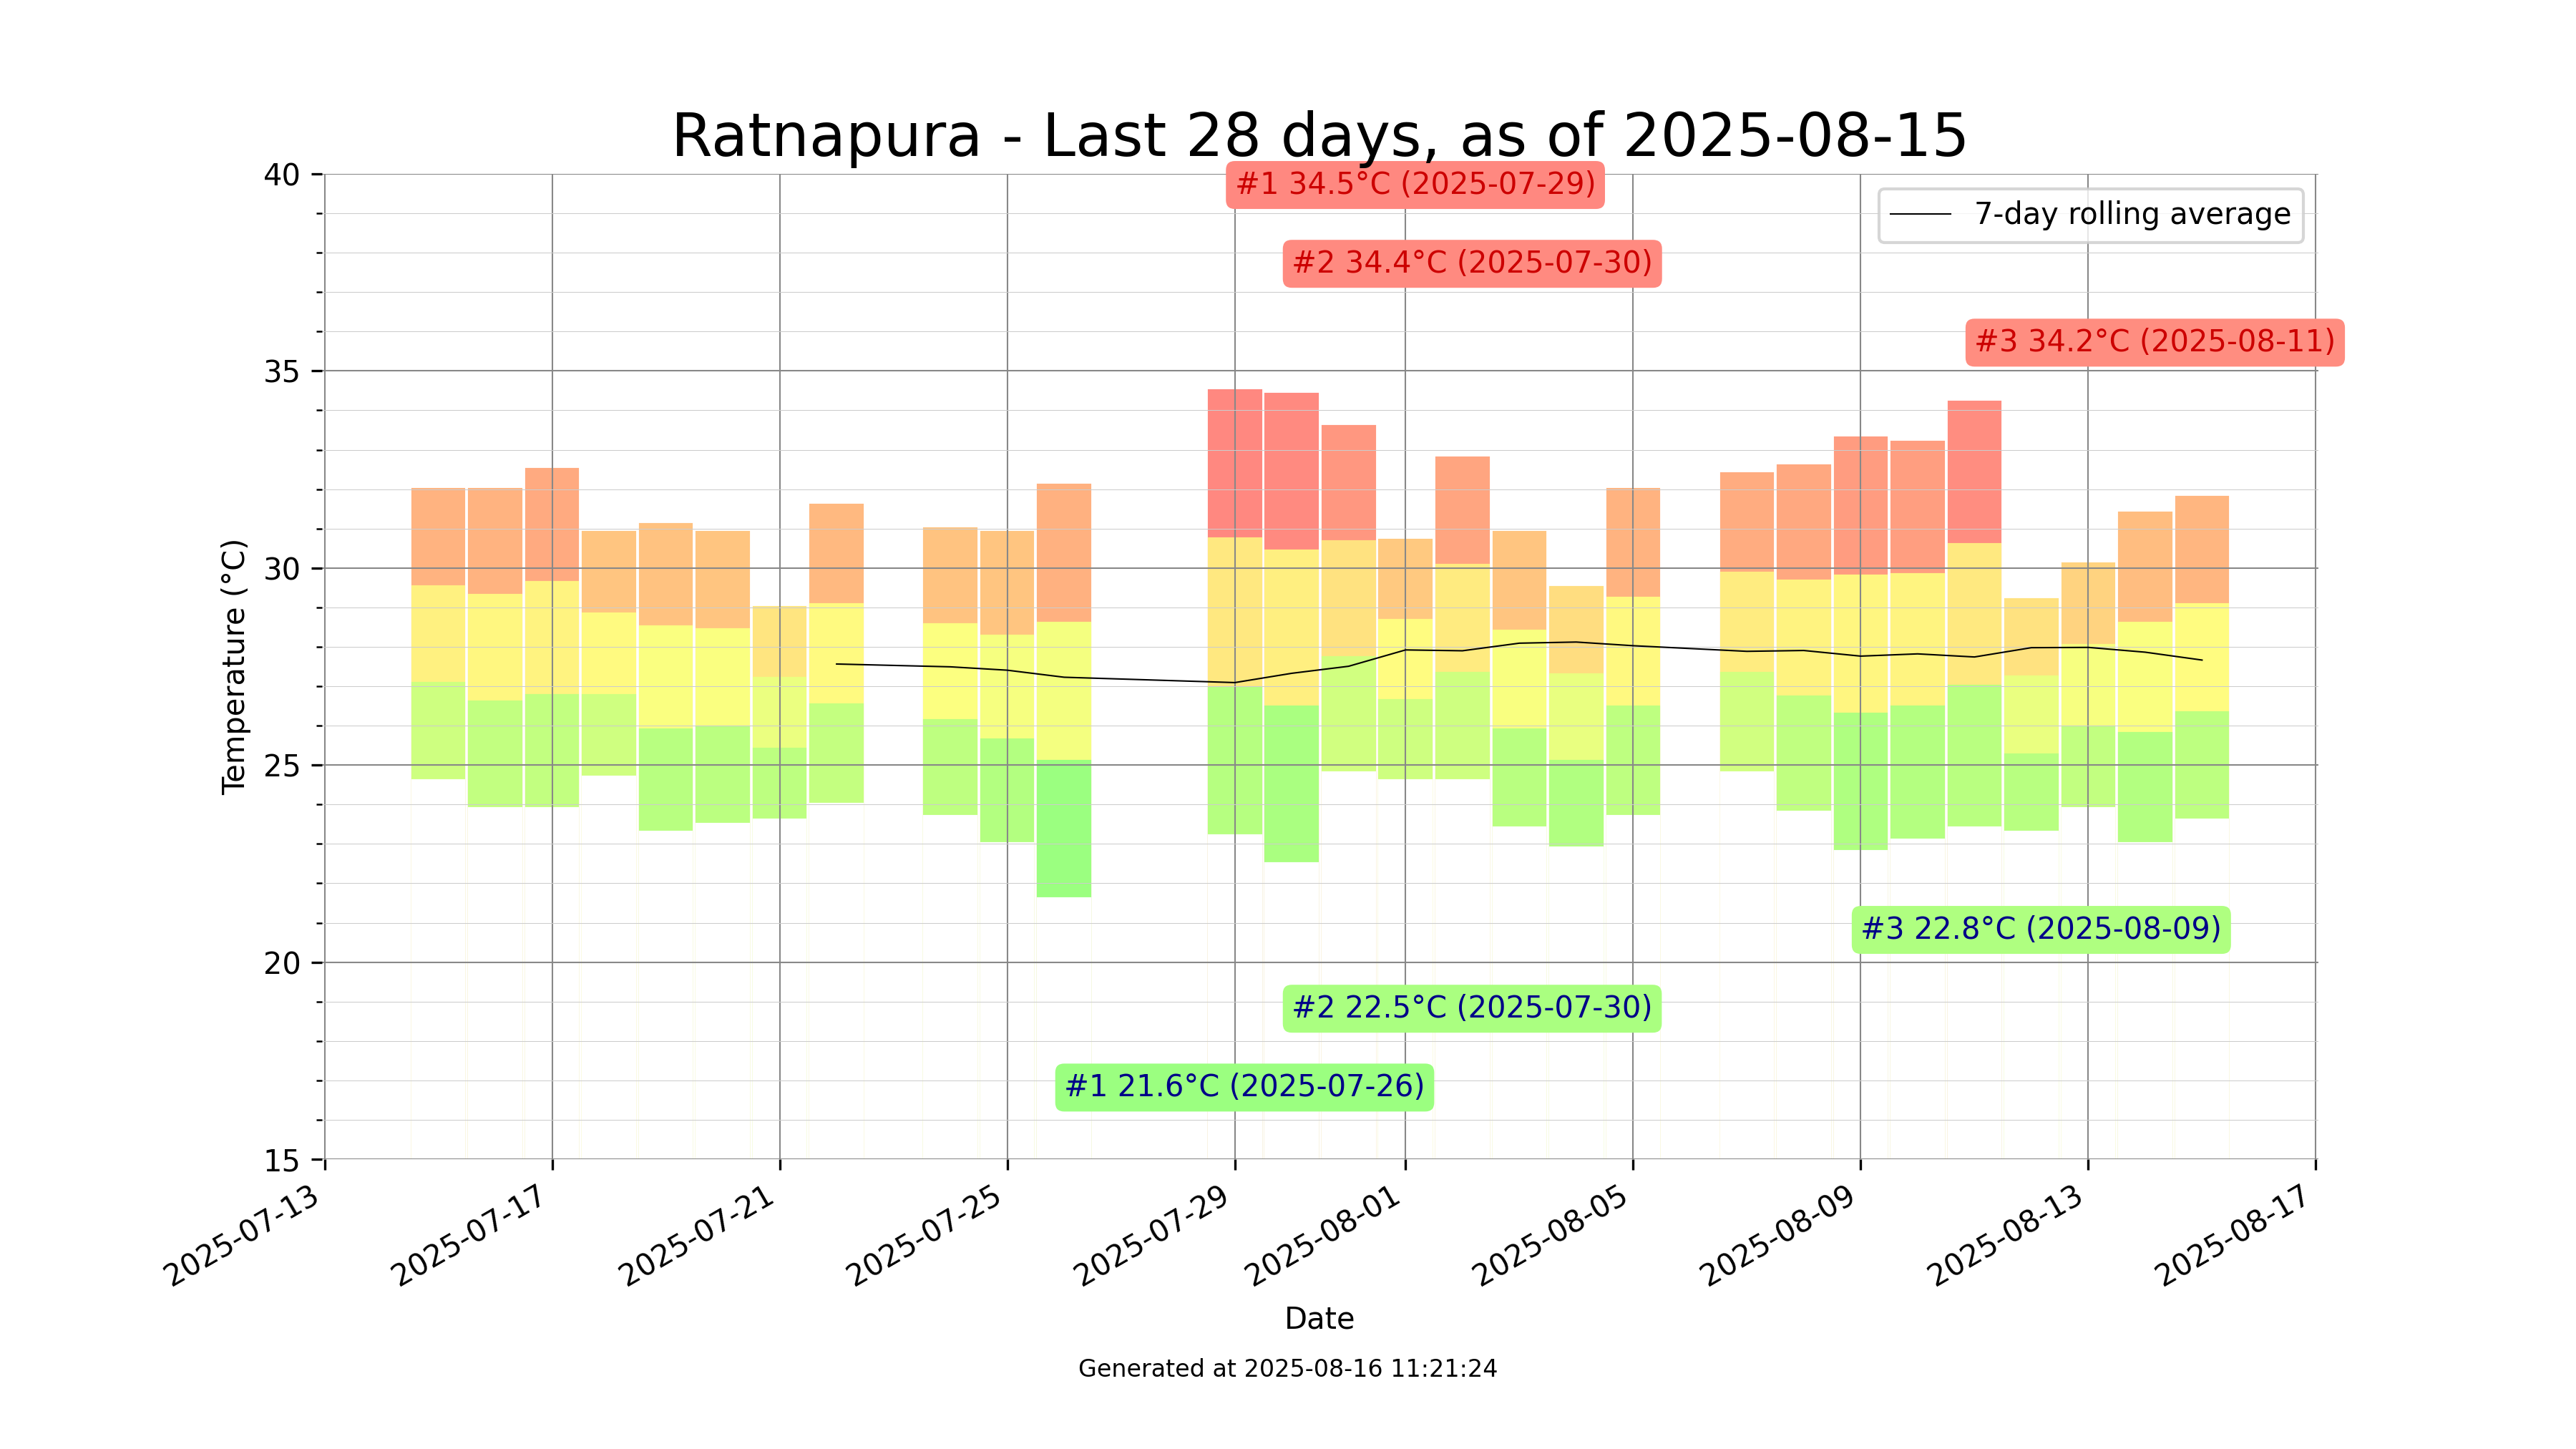 Ratnapura - Last 28 days, as of 2025-08-15
40
#1 34.5°C (2025-07-29)
7-day rolling average
#2 34.4°C (2025-07-30)
#3 34.2°C (2025-08-11)
35
30
Temperature (°C)
25
#3 22.8°C (2025-08-09)
20
#2 22.5°C (2025-07-30)
#1 21.6°C (2025-07-26)
15
2025-07-13
2025-07-17
2025-07-21
2025-07-25
2025-07-29
2025-08-01
2025-08-05
2025-08-09
2025-08-13
2025-08-17
Date
Generated at 2025-08-16 11:21:24